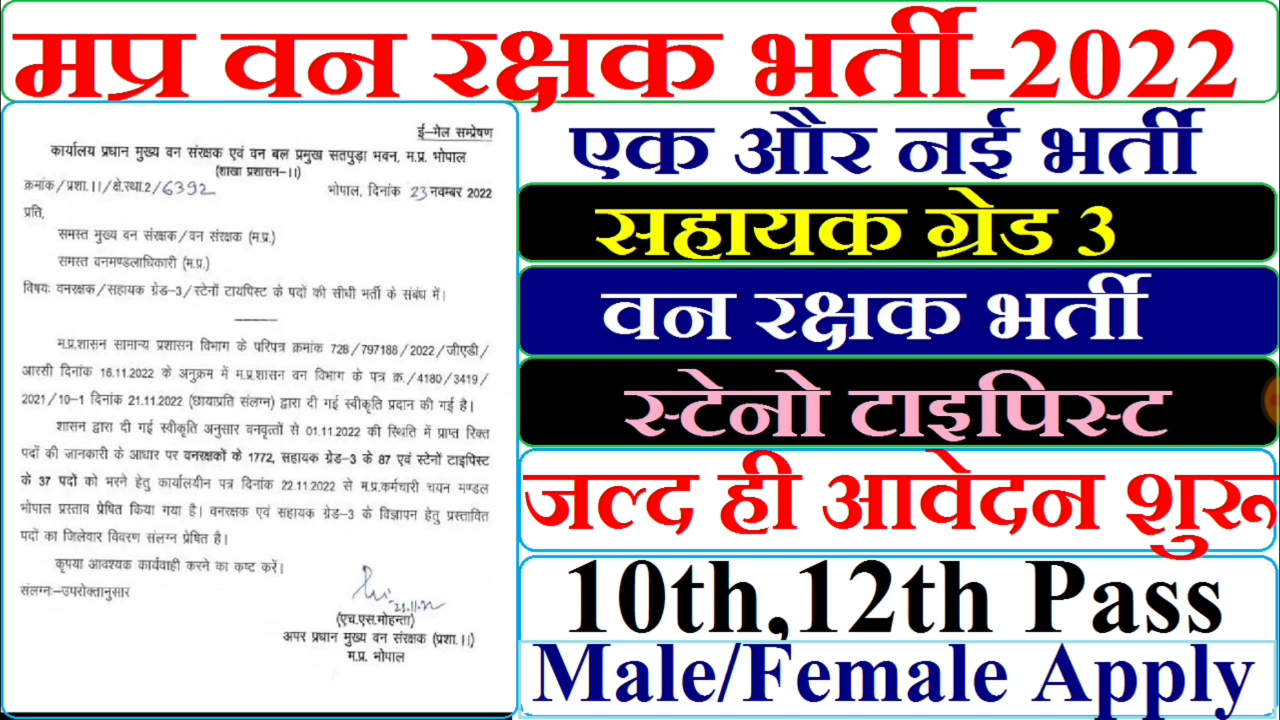 मप्र वन रक्षक भर्ती-2022
ई-मेल सम्प्रेषण
कार्यालय प्रधान मुख्य वन संरक्षक एवं वन बल प्रमुख सतपुड़ा भवन, म.प्र. भोपाल
(शाखा प्रशासन-।।)
क्रमांक/प्रशा.।।/क्षे.स्था.2/6392 भोपाल, दिनांक 23 नवम्बर 2022
प्रति,
समस्त मुख्य वन संरक्षक/वन संरक्षक (म.प्र.)
समस्त वनमण्डलाधिकारी (म.प्र.)
विषयः वनरक्षक/सहायक ग्रेड-3/स्टेनों टायपिस्ट के पदों की सीधी भर्ती के संबंध में।
म.प्र.शासन सामान्य प्रशासन विभाग के परिपत्र क्रमांक 728/797188/2022/जीएडी/
आरसी दिनांक 16.11.2022 के अनुक्रम में म.प्र.शासन वन विभाग के पत्र क्र./4180/3419/
2021/10-1 दिनांक 21.11.2022 (छायाप्रति संलग्न) द्वारा दी गई स्वीकृति प्रदान की गई है।
शासन द्वारा दी गई स्वीकृति अनुसार वनवृत्तों से 01.11.2022 की स्थिति में प्राप्त रिक्त
पदों की जानकारी के आधार पर वनरक्षकों के 1772, सहायक ग्रेड-3 के 87 एवं स्टेनों टाइपिस्ट
के 37 पदों को भरने हेतु कार्यालयीन पत्र दिनांक 22.11.2022 से म.प्र.कर्मचारी चयन मण्डल
भोपाल प्रस्ताव प्रेषित किया गया है। वनरक्षक एवं सहायक ग्रेड-3 के विज्ञापन हेतु प्रस्तावित
पदों का जिलेवार विवरण संलग्न प्रेषित है।
कृपया आवश्यक कार्यवाही करने का कष्ट करें।
संलग्नः-उपरोक्तानुसार
23.11.22
(एच.एस.मोहन्ता)
अपर प्रधान मुख्य वन संरक्षक (प्रशा.।।)
म.प्र. भोपाल
एक और नई भर्ती
सहायक ग्रेड 3
वन रक्षक भर्ती
स्टेनो टाइपिस्ट
जल्द ही आवेदन शुरू
10th,12th Pass
Male/Female Apply